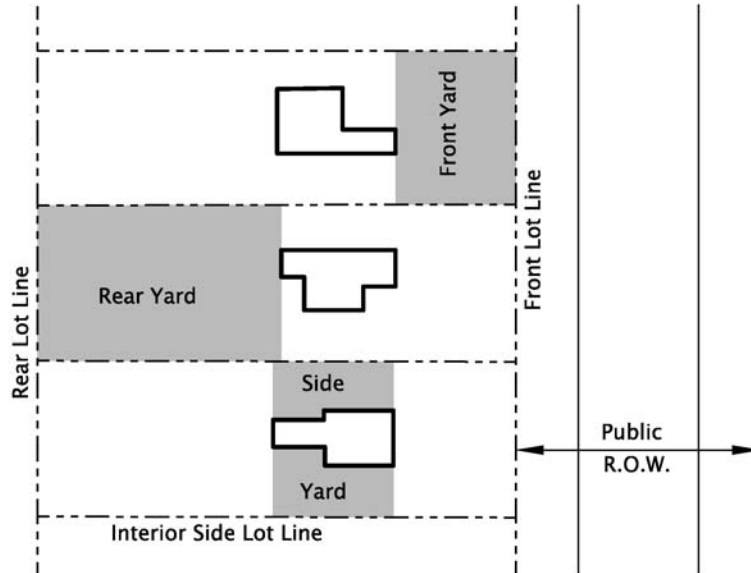 Front Yard
Front Lot Line
Rear Yard
Rear Lot Line
Side
Yard
Public
R.O.W.
Interior Side Lot Line